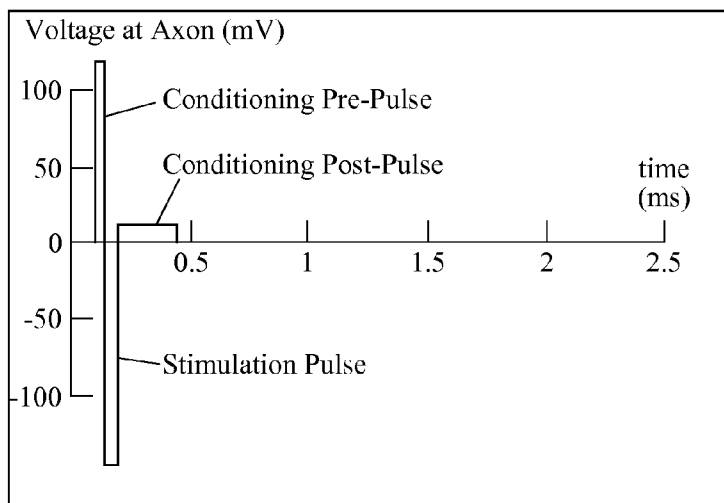 Voltage at Axon (mV)
100
Conditioning Pre-Pulse
Conditioning Post-Pulse
50
time
(ms)
0
0.5
1
1.5
2
2.5
-50
Stimulation Pulse
-100